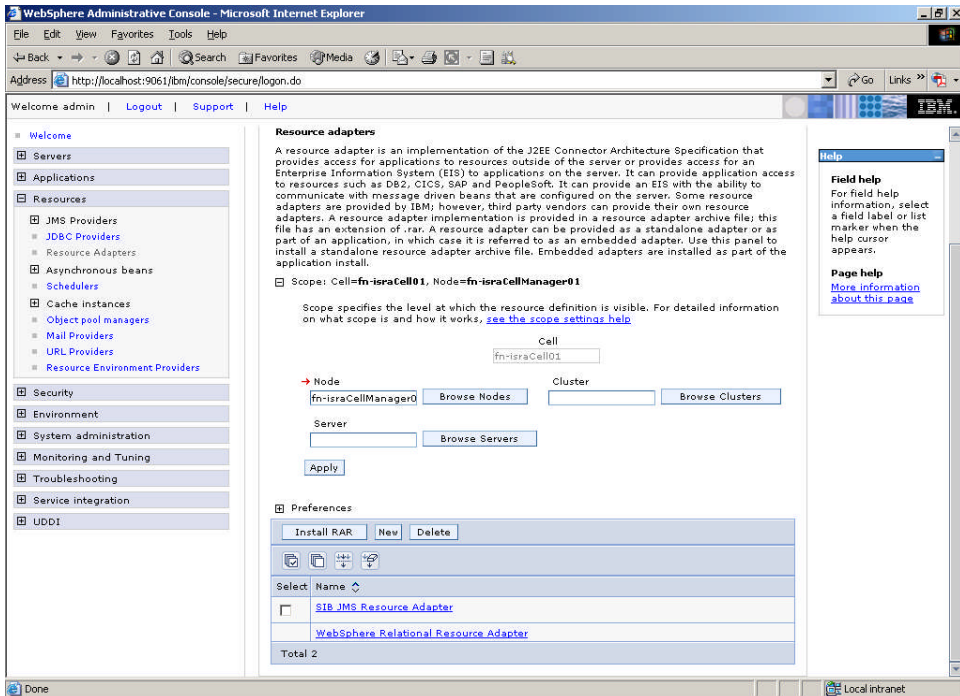 WebSphere Administrative Console - Microsoft Internet Explorer
File Edit View Favorites Tools Help
Back Search Favorites Media
Address http://localhost:9061/ibm/console/secure/logon.do Go Links »
Welcome admin | Logout | Support | Help
IBM.
Welcome
Servers
Applications
Resources
JMS Providers
JDBC Providers
Resource Adapters
Asynchronous beans
Schedulers
Cache instances
Object pool managers
Mail Providers
URL Providers
Resource Environment Providers
Security
Environment
System administration
Monitoring and Tuning
Troubleshooting
Service integration
UDDI
Resource adapters
A resource adapter is an implementation of the J2EE Connector Architecture Specification that
provides access for applications to resources outside of the server or provides access for an
Enterprise Information System (EIS) to applications on the server. It can provide application access
to resources such as DB2, CICS, SAP and PeopleSoft. It can provide an EIS with the ability to
communicate with message driven beans that are configured on the server. Some resource
adapters are provided by IBM; however, third party vendors can provide their own resource
adapters. A resource adapter implementation is provided in a resource adapter archive file; this
file has an extension of .rar. A resource adapter can be provided as a standalone adapter or as
part of an application, in which case it is referred to as an embedded adapter. Use this panel to
install a standalone resource adapter archive file. Embedded adapters are installed as part of the
application install.
Scope: Cell=fn-israCell01, Node=fn-israCellManager01
Scope specifies the level at which the resource definition is visible. For detailed information
on what scope is and how it works, see the scope settings help
Cell
fn-israCell01
Node Cluster
fn-israCellManager0 Browse Nodes Browse Clusters
Server
Browse Servers
Apply
Preferences
Install RAR New Delete
Select Name
SIB JMS Resource Adapter
WebSphere Relational Resource Adapter
Total 2
Help
Field help
For field help
information, select
a field label or list
marker when the
help cursor
appears.
Page help
More information
about this page
Done Local intranet